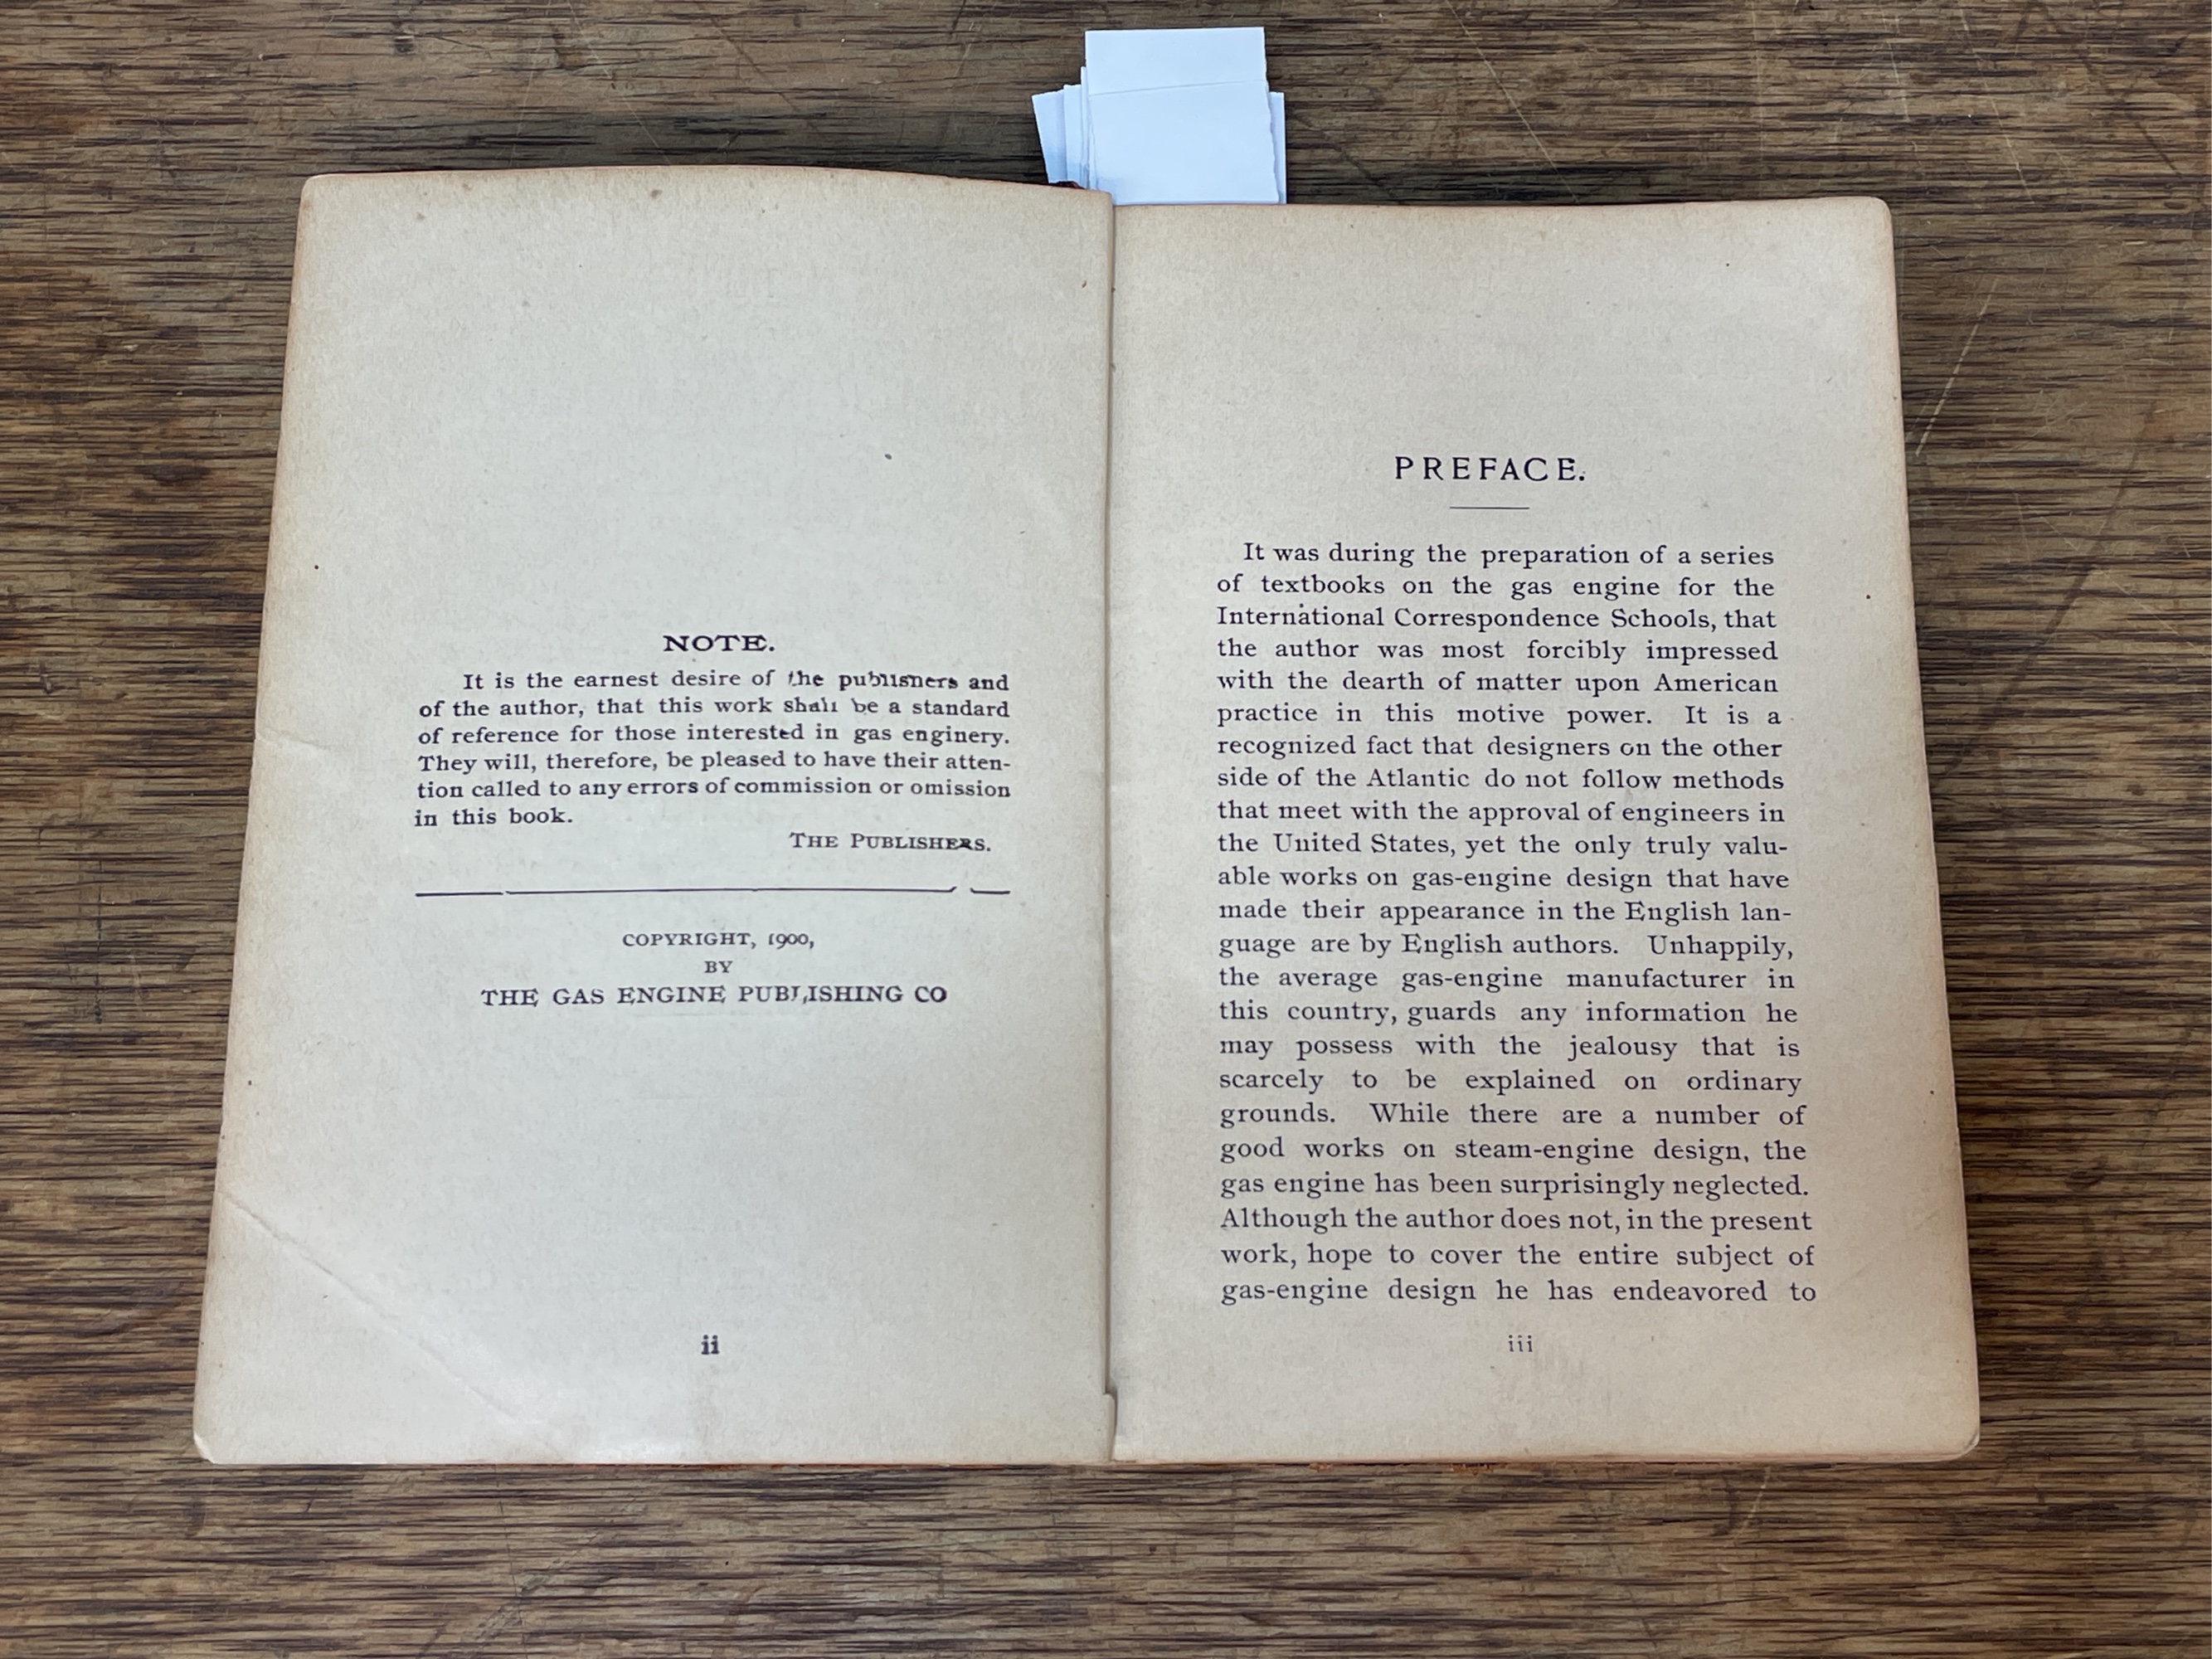 NOTE.
It is the earnest desire of the publishers and
of the author, that this work shall be a standard
of reference for those interested in gas enginery.
They will, therefore, be pleased to have their atten-
tion called to any errors of commission or omission
in this book.
THE PUBLISHERS.
COPYRIGHT, 1900,
BY
THE GAS ENGINE PUBLISHING CO
ii
PREFACE.
It was during the preparation of a series
of textbooks on the gas engine for the
International Correspondence Schools, that
the author was most forcibly impressed
with the dearth of matter upon American
practice in this motive power. It is a
recognized fact that designers on the other
side of the Atlantic do not follow methods
that meet with the approval of engineers in
the United States, yet the only truly valu-
able works on gas-engine design that have
made their appearance in the English lan-
guage are by English authors. Unhappily,
the average gas-engine manufacturer in
this country, guards any information he
may possess with the jealousy that is
scarcely to be explained on ordinary
grounds. While there are a number of
good works on steam-engine design, the
gas engine has been surprisingly neglected.
Although the author does not, in the present
work, hope to cover the entire subject of
gas-engine design he has endeavored to
iii